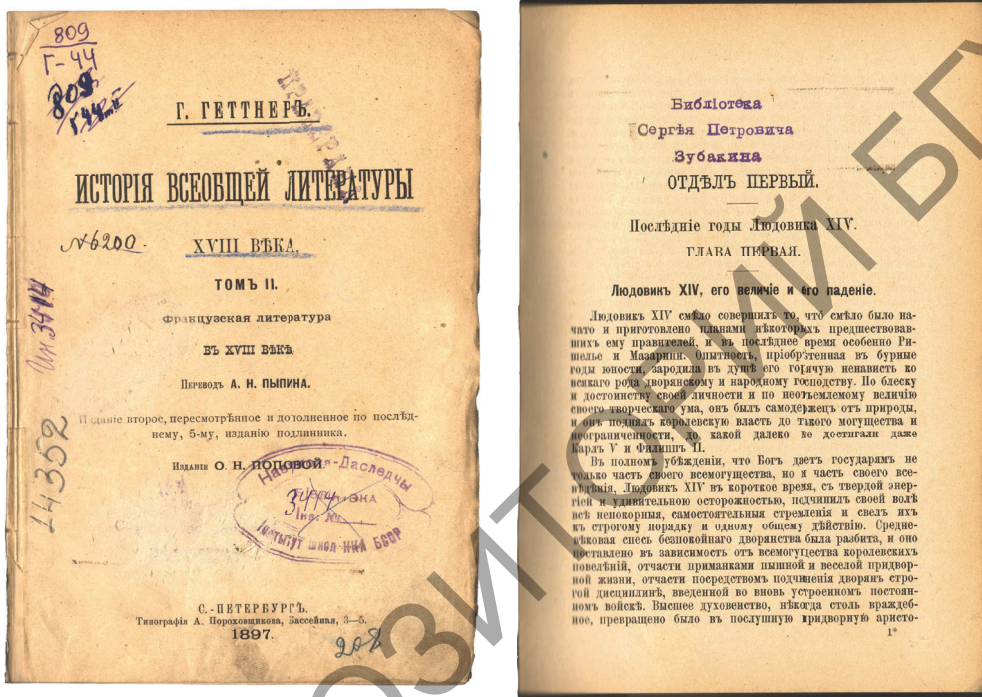 809
Г-44
809
Г44
Г. ГЕТТНЕРЪ.
ИСТОРІЯ ВСЕОБЩЕЙ ЛИТЕРАТУРЫ
№6200.
XVIII ВѢКА.
ТОМЪ II.
Французская литература
ВЪ XVIII ВѢКѢ
Переводъ А. Н. ПЫПИНА.
Изданіе второе, пересмотрѣнное и дополненное по послѣд-
нему, 5-му, изданію подлинника.
Изданіе О. Н. ПОПОВОЙ
Навукова-Даследчы
Інстытут школ НКА БССР
14352
С.-ПЕТЕРБУРГЪ.
Типографія А. Пороховщикова, Бассейная, 3—5.
1897.
208
Библіотека
Сергѣя Петровича
Зубакина
ОТДѢЛЪ ПЕРВЫЙ.
Послѣдніе годы Людовика XIV.
ГЛАВА ПЕРВАЯ.
Людовикъ XIV, его величіе и его паденіе.
Людовикъ XIV смѣло совершилъ то, что смѣло было на-
чато и приготовлено планами нѣкоторыхъ предшествовав-
шихъ ему правителей, и въ послѣднее время особенно Ри-
шелье и Мазарини. Опытность, пріобрѣтенная въ бурные
годы юности, зародила въ душѣ его горячую ненависть ко
всякаго рода дворянскому и народному господству. По блеску
и достоинству своей личности и по неотъемлемому величію
своего творческаго ума, онъ былъ самодержецъ отъ природы,
и онъ поднялъ королевскую власть до такого могущества и
неограниченности, до какой далеко не достигали даже
Карлъ V и Филиппъ II.
Въ полномъ убѣжденіи, что Богъ даетъ государямъ не
только часть своего всемогущества, но и часть своего все-
вѣдѣнія, Людовикъ XIV въ короткое время, съ твердой энер-
гіей и удивительною осторожностью, подчинилъ своей волѣ
всѣ непокорныя, самостоятельныя стремленія и свелъ ихъ
къ строгому порядку и одному общему дѣйствію. Средне-
вѣковая спесь безпокойнаго дворянства была разбита, и оно
поставлено въ зависимость отъ всемогущества королевскихъ
повелѣній, отчасти приманками пышной и веселой придвор-
ной жизни, отчасти посредствомъ подчиненія дворянъ стро-
гой дисциплинѣ, введенной во вновь устроенномъ постоян-
номъ войскѣ. Высшее духовенство, нѣкогда столь враждеб-
ное, превращено было въ послушную придворную аристо-
1*